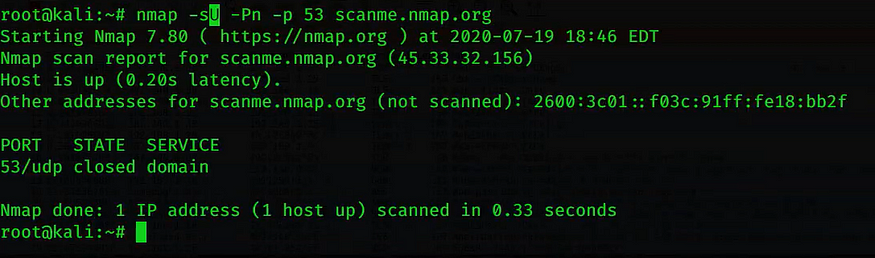 root@kali:~# nmap -sU -Pn -p 53 scanme.nmap.org
Starting Nmap 7.80 ( https://nmap.org ) at 2020-07-19 18:46 EDT
Nmap scan report for scanme.nmap.org (45.33.32.156)
Host is up (0.20s latency).
Other addresses for scanme.nmap.org (not scanned): 2600:3c01::f03c:91ff:fe18:bb2f
PORT   STATE  SERVICE
53/udp closed domain
Nmap done: 1 IP address (1 host up) scanned in 0.33 seconds
root@kali:~#